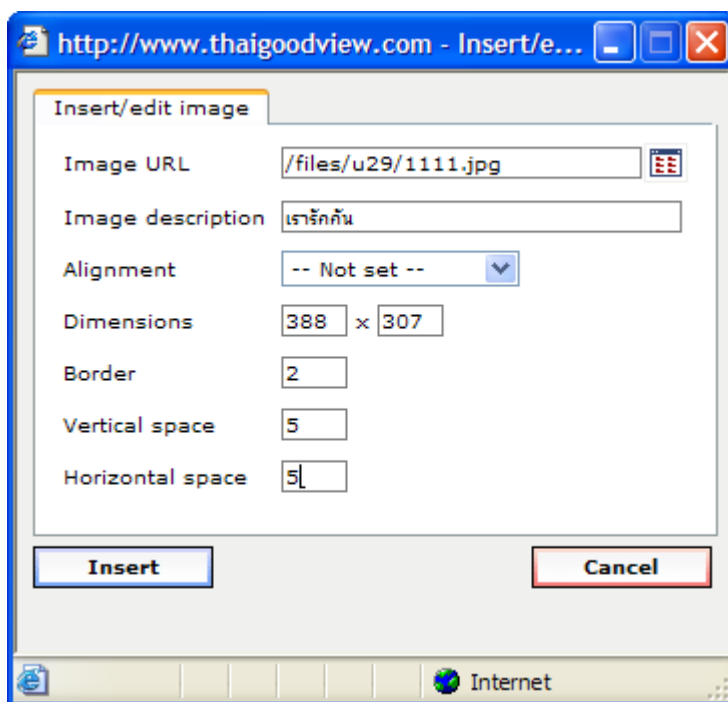 http://www.thaigoodview.com - Insert/e...
Insert/edit image
Image URL /files/u29/1111.jpg
Image description เรารักกัน
Alignment -- Not set --
Dimensions 388 x 307
Border 2
Vertical space 5
Horizontal space 5
Insert Cancel
Internet